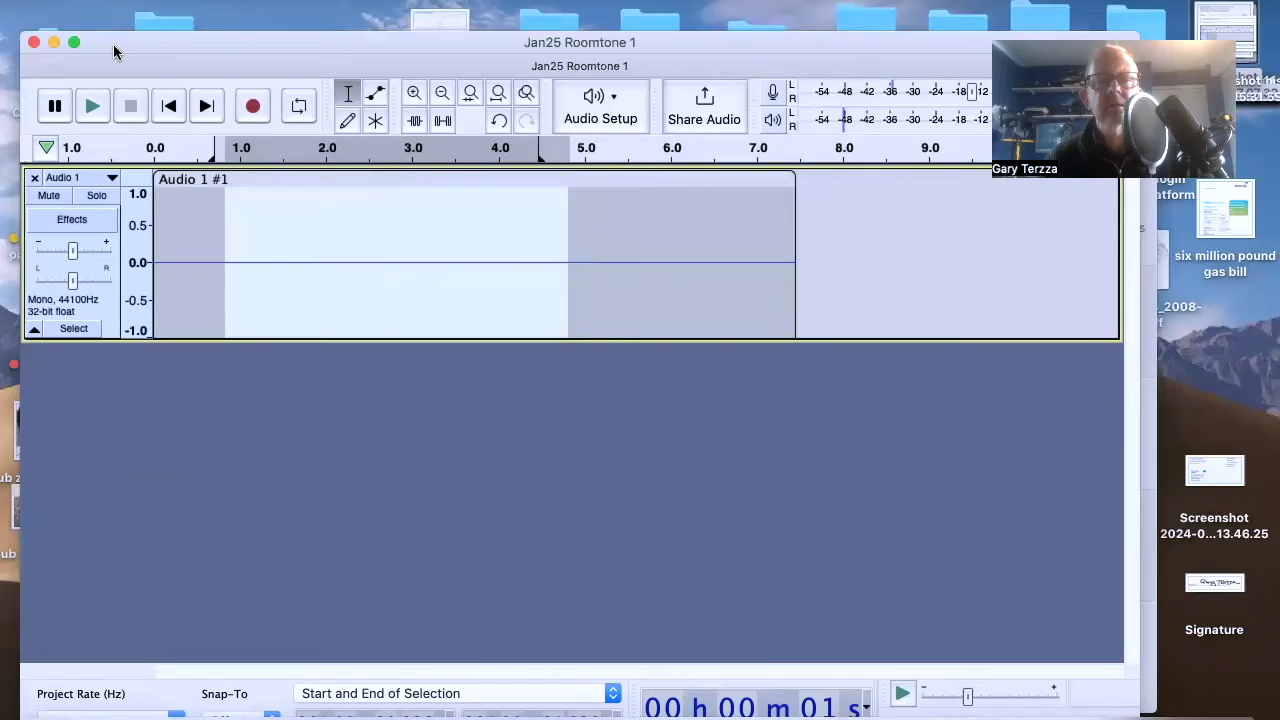 125 Roomtone 1
125 Roomtone 1
Audio Setup
Share Audio
L -54 -48 -42 -36 -30 -24 -18 -12
R
L -54 -48 -42 -36 -30 -24 -18 -12
R
1.0 0.0 1.0 2.0 3.0 4.0 5.0 6.0 7.0 8.0 9.0
Gary Terzza
Audio 1
Audio 1 #1
Mute Solo
Effects
- +
L R
Mono, 44100Hz
32-bit float
Select
1.0
0.5
0.0
-0.5
-1.0
six million pound
gas bill
Screenshot
2024-0...13.46.25
Signature
Project Rate (Hz)
Snap-To
Start and End of Selection
00 h 00 m 01 s
- +